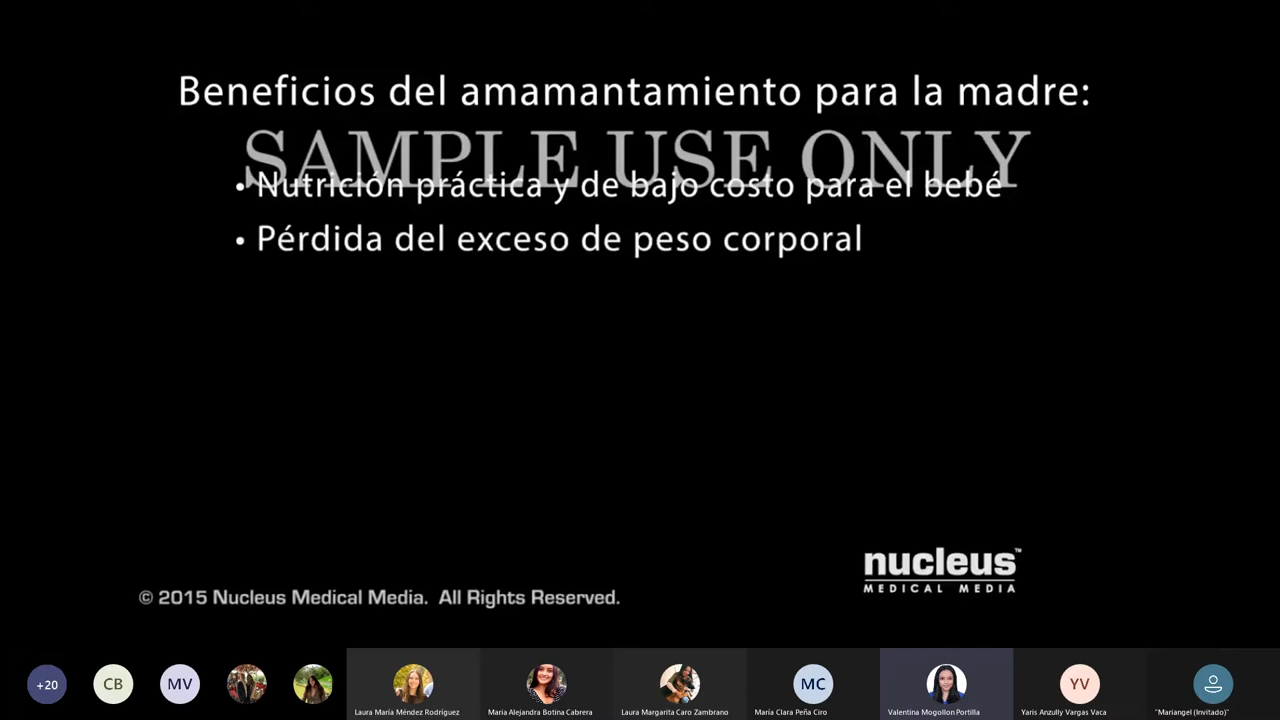 Beneficios del amamantamiento para la madre:
SAMPLE USE ONLY
• Nutrición práctica y de bajo costo para el bebé
• Pérdida del exceso de peso corporal
nucleus™
MEDICAL MEDIA
© 2015 Nucleus Medical Media. All Rights Reserved.
+20
CB
MV
MC
YV
Laura María Méndez Rodríguez
Maria Alejandra Botina Cabrera
Laura Margarita Caro Zambrano
María Clara Peña Ciro
Valentina Mogollon Portilla
Yaris Anzully Vargas Vaca
"Mariangel (Invitado)"